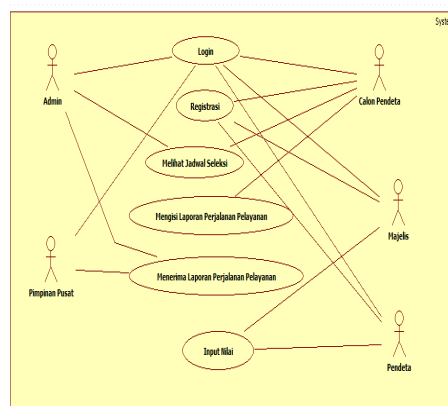 Syste
Login
Admin
Calon Pendeta
Registrasi
Melihat Jadwal Seleksi
Mengisi Laporan Perjalanan Pelayanan
Majelis
Menerima Laporan Perjalanan Pelayanan
Pimpinan Pusat
Input Nilai
Pendeta